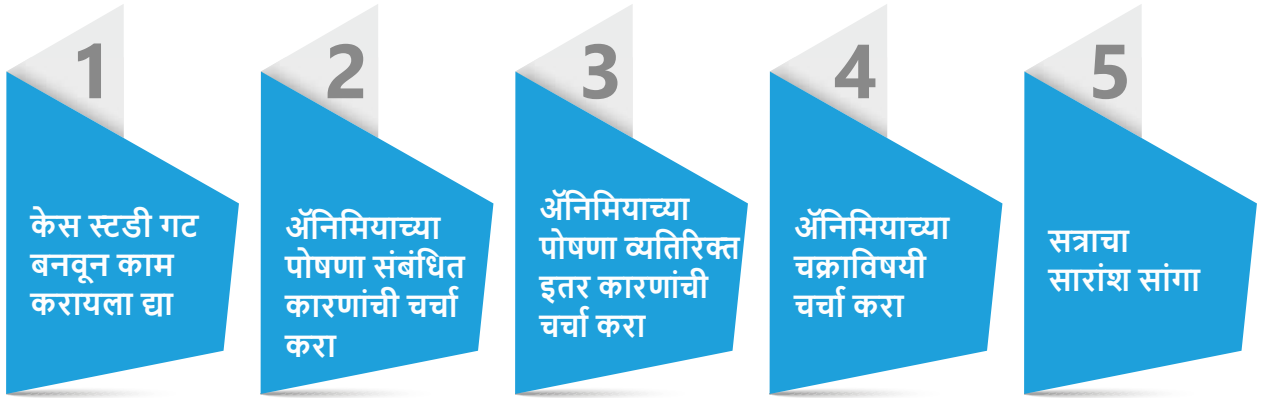 1
केस स्टडी गट
बनवून काम
करायला द्या
2
ॲनिमियाच्या
पोषणा संबंधित
कारणांची चर्चा
करा
3
ॲनिमियाच्या
पोषणा व्यतिरिक्त
इतर कारणांची
चर्चा करा
4
ॲनिमियाच्या
चक्राविषयी
चर्चा करा
5
सत्राचा
सारांश सांगा